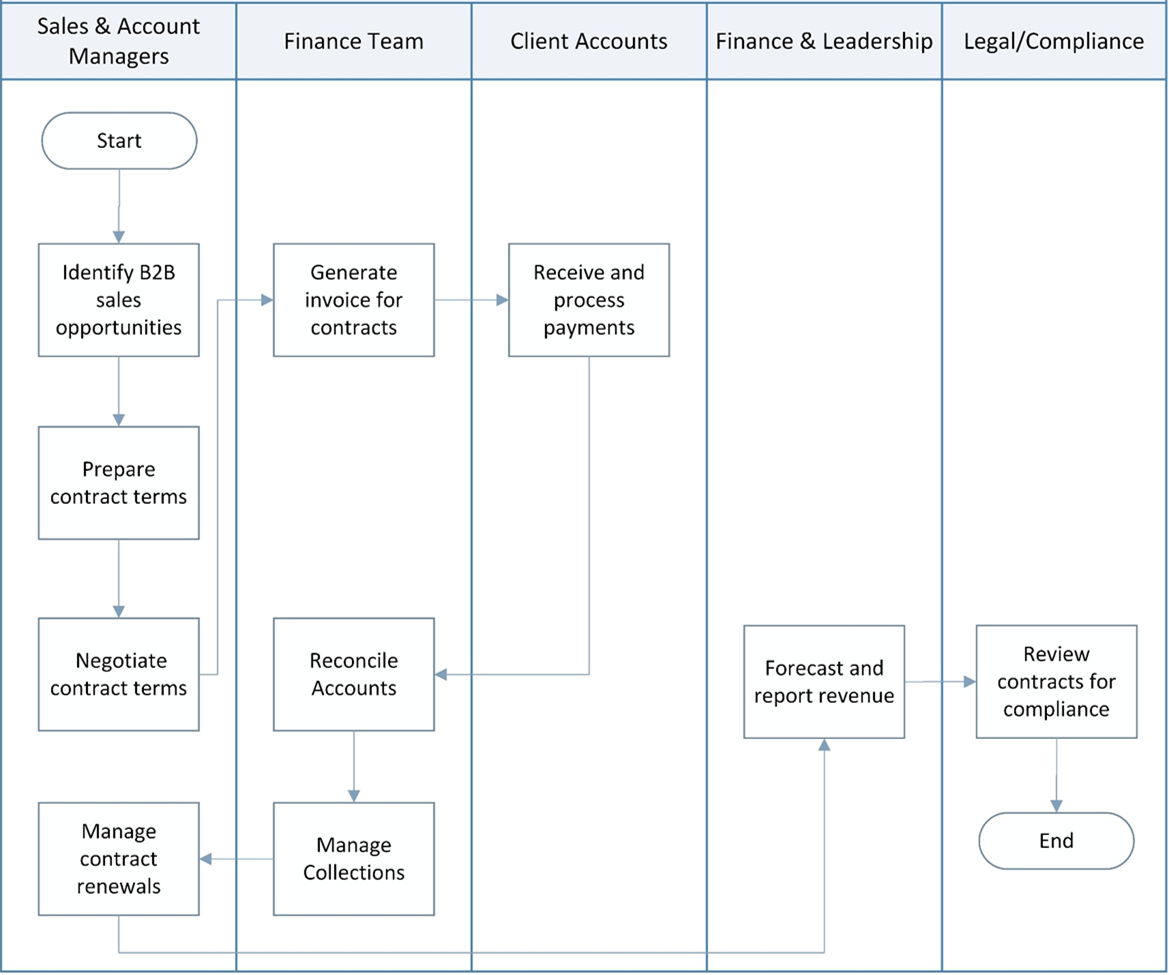 Sales & Account
Managers
Finance Team
Client Accounts
Finance & Leadership
Legal/Compliance
Start
Identify B2B
sales
opportunities
Generate
invoice for
contracts
Receive and
process
payments
Prepare
contract terms
Negotiate
contract terms
Reconcile
Accounts
Forecast and
report revenue
Review
contracts for
compliance
Manage
contract
renewals
Manage
Collections
End